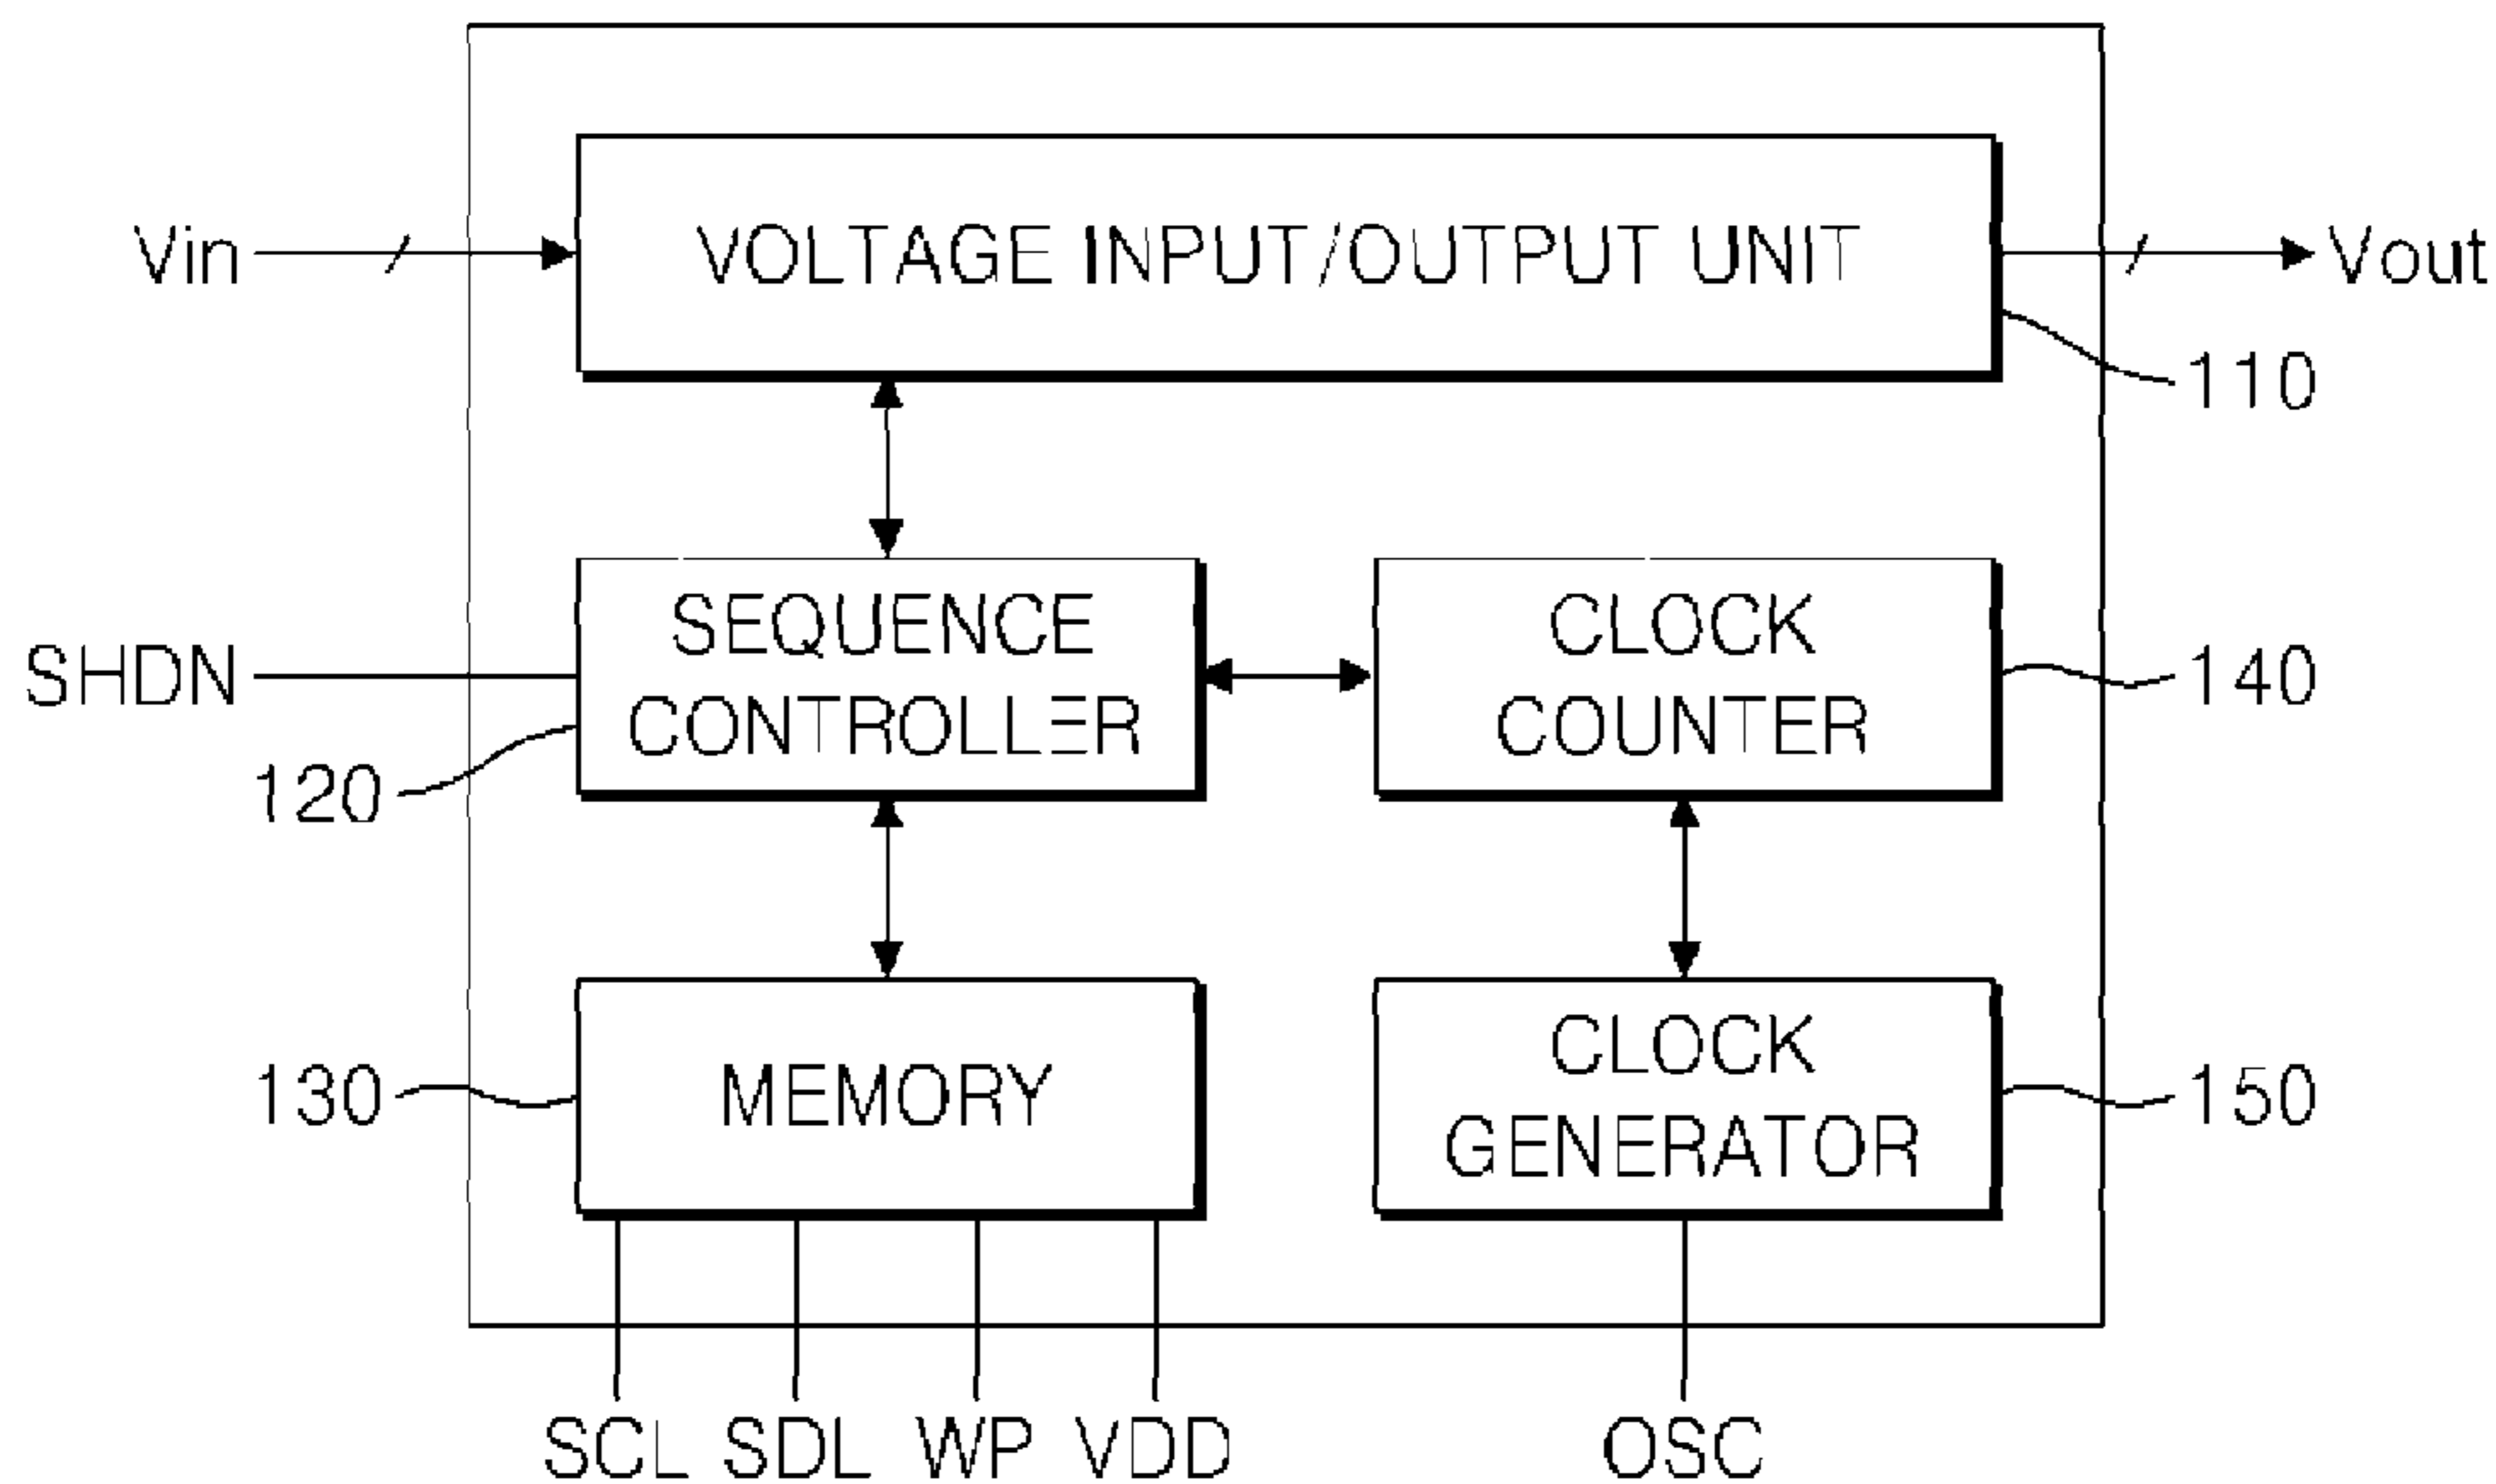 Vin
VOLTAGE INPUT/OUTPUT UNIT
Vout
110
SHDN
SEQUENCE
CONTROLLER
120
CLOCK
COUNTER
140
130
MEMORY
CLOCK
GENERATOR
150
SCL SDL WP VDD
OSC